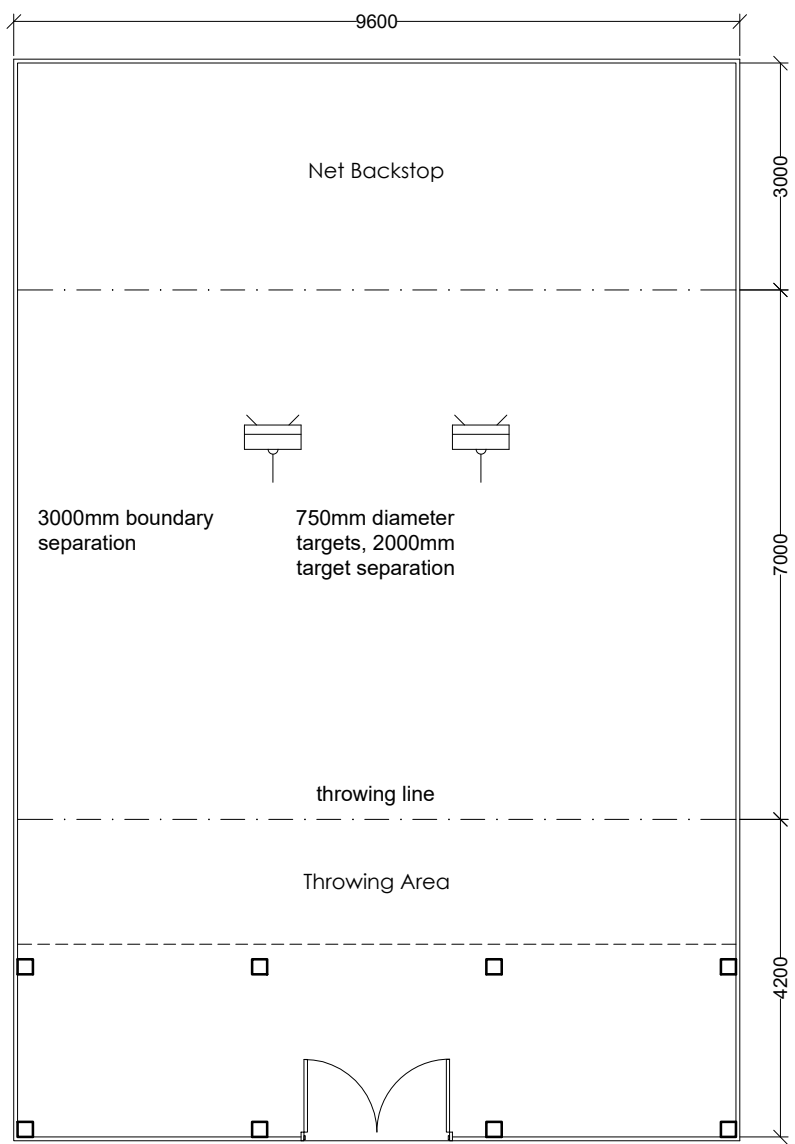 9600
Net Backstop
3000
3000mm boundary
separation
750mm diameter
targets, 2000mm
target separation
7000
throwing line
Throwing Area
4200